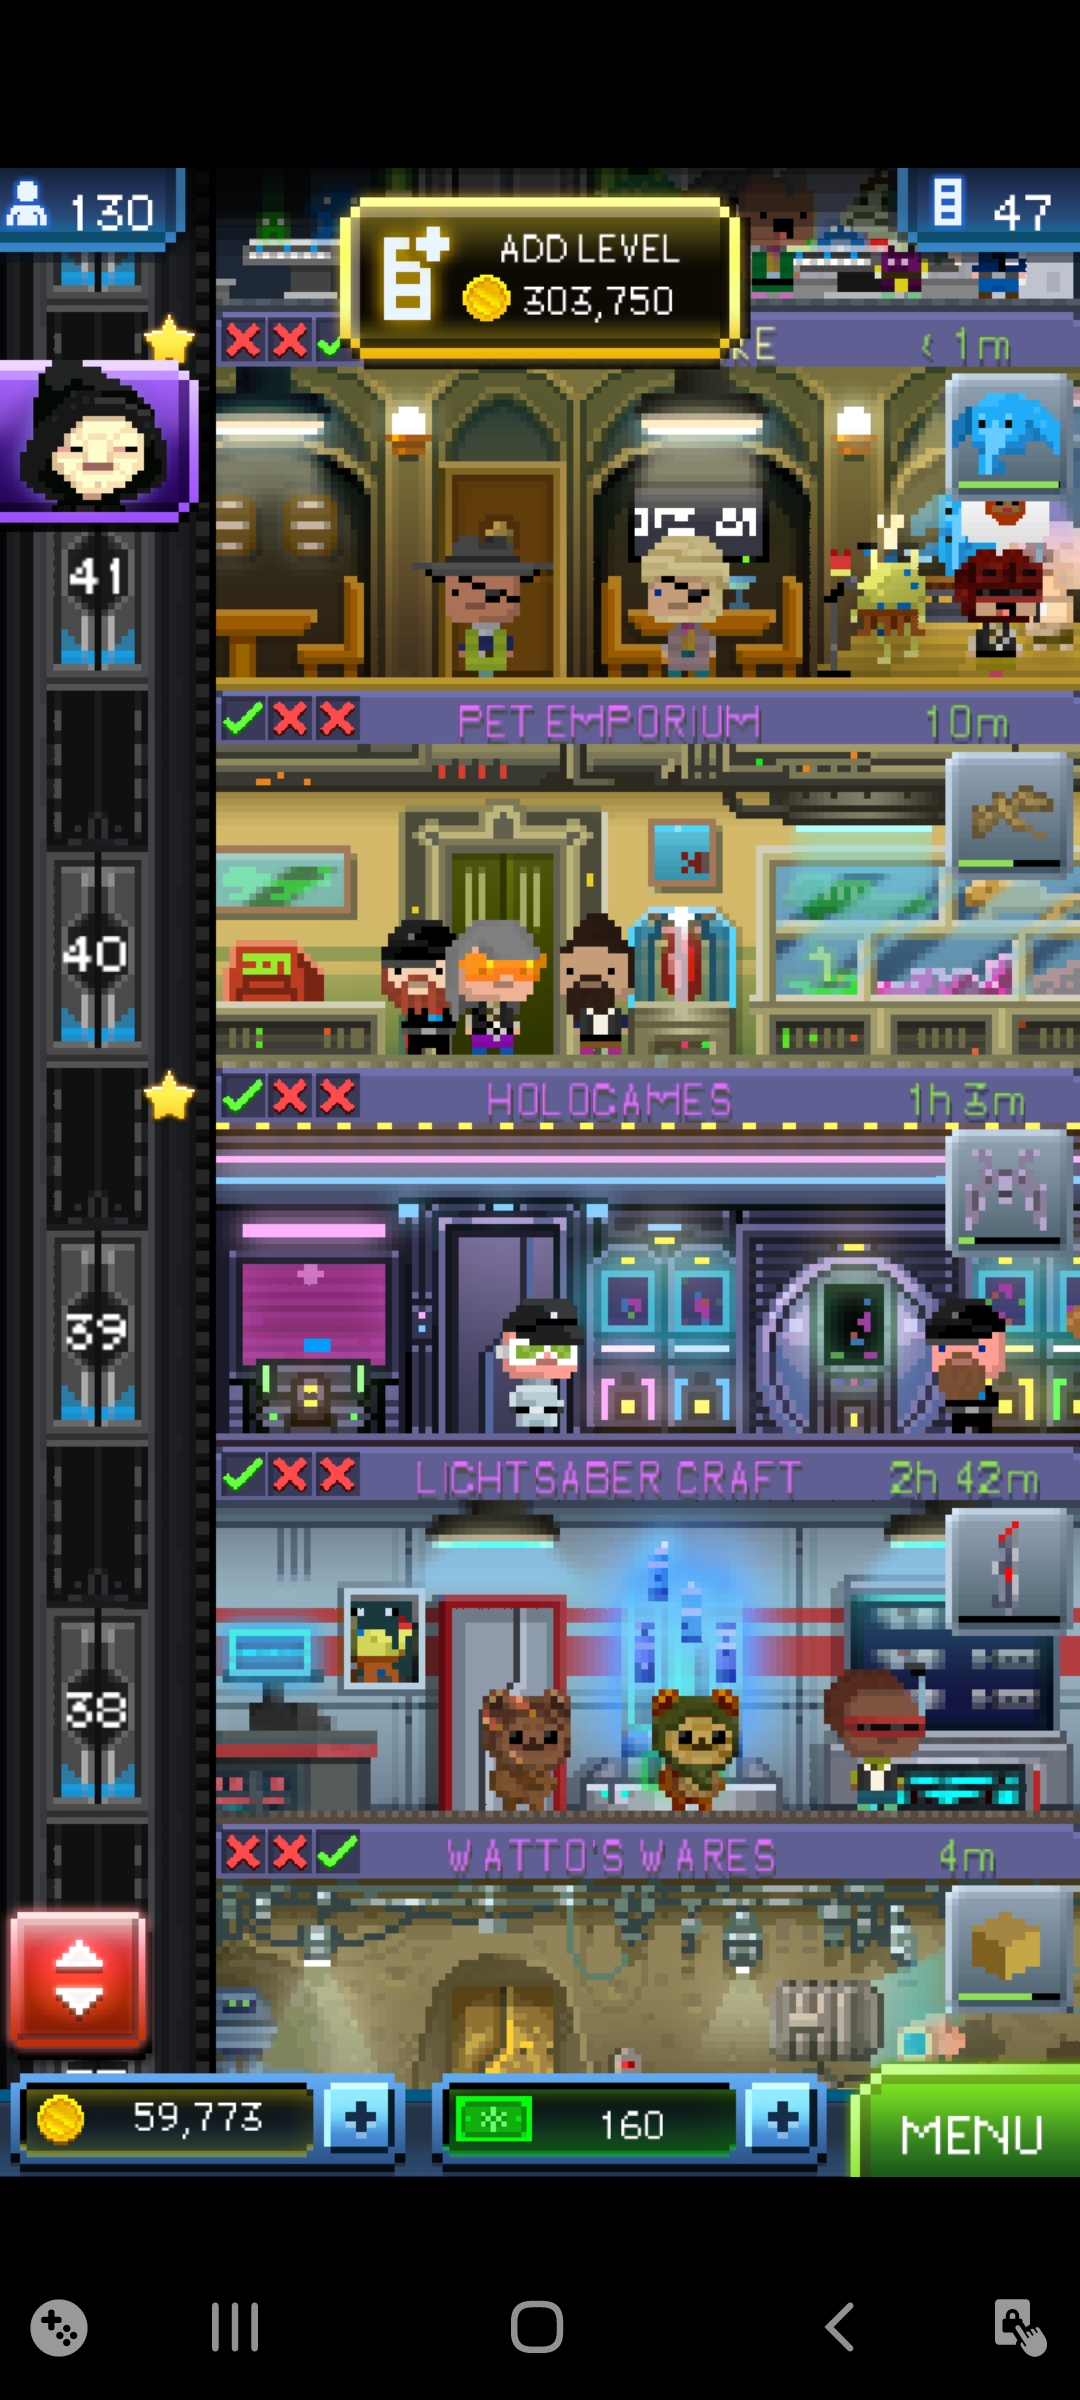 130
47
ADD LEVEL
303,750
KE
< 1m
41
PET EMPORIUM
10m
40
HOLOGAMES
1h 3m
39
LIGHTSABER CRAFT
2h 42m
38
WATTO'S WARES
4m
59,773
160
MENU